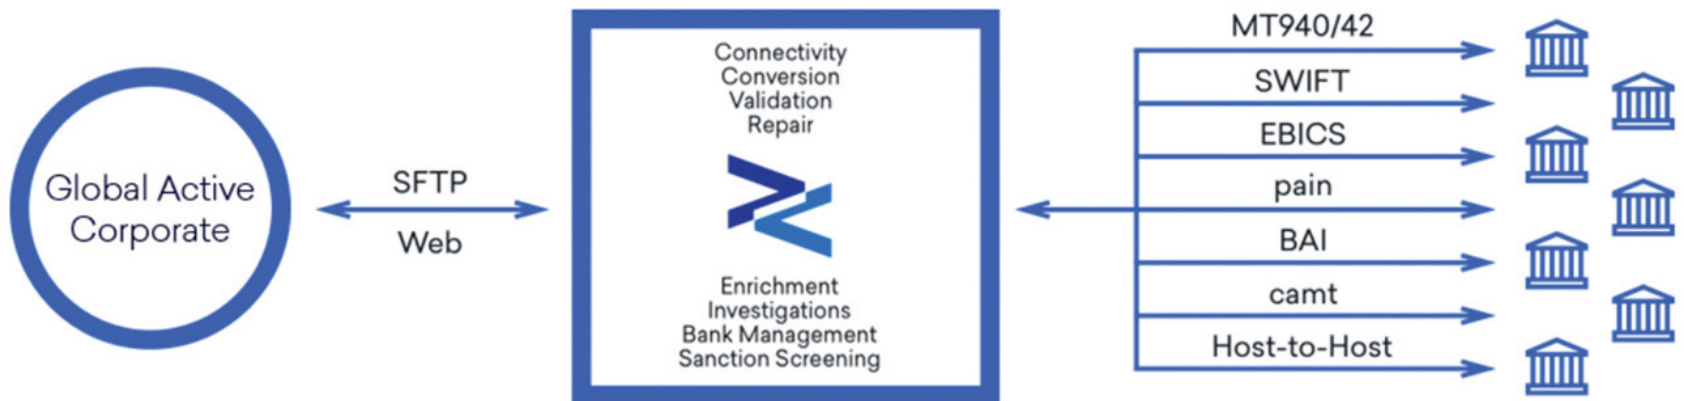 Global Active
Corporate
SFTP
Web
Connectivity
Conversion
Validation
Repair
Enrichment
Investigations
Bank Management
Sanction Screening
MT940/42
SWIFT
EBICS
pain
BAI
camt
Host-to-Host